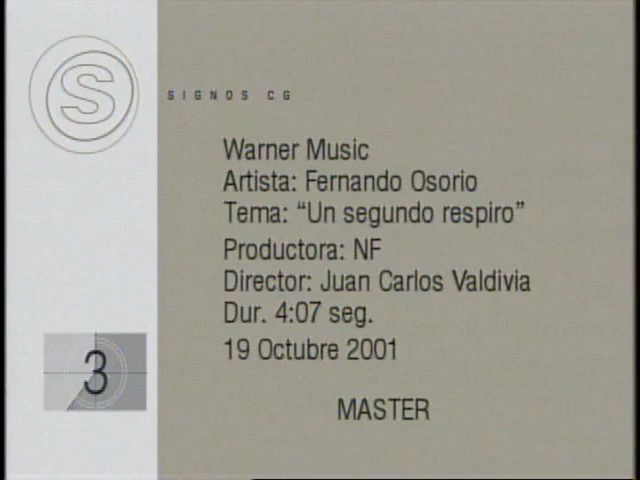 S
SIGNOS CG
Warner Music
Artista: Fernando Osorio
Tema: “Un segundo respiro”
Productora: NF
Director: Juan Carlos Valdivia
Dur. 4:07 seg.
19 Octubre 2001
3
MASTER